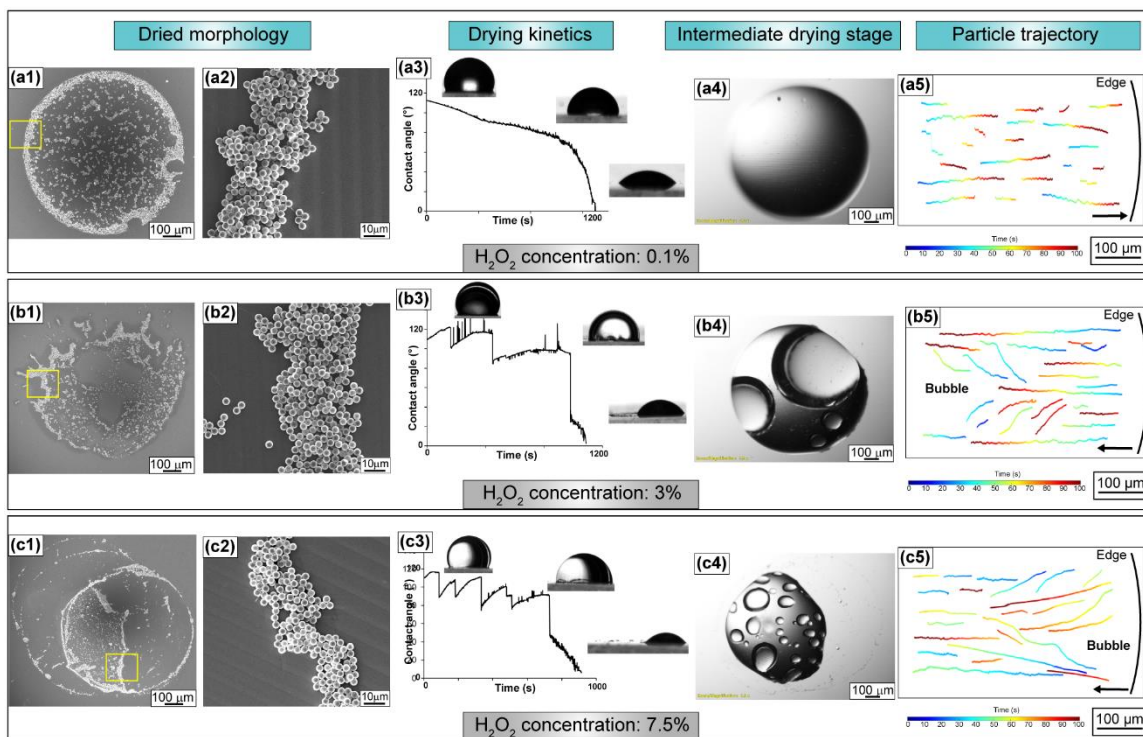 Dried morphology
Drying kinetics
Intermediate drying stage
Particle trajectory
(a1)
100 µm
(a2)
10µm
(a3)
120
Contact angle (°)
0
0
Time (s)
1200
(a4)
100 µm
(a5)
Edge
Time (s)
0 10 20 30 40 50 60 70 80 90 100
100 µm
H₂O₂ concentration: 0.1%
(b1)
100 µm
(b2)
10µm
(b3)
120
Contact angle (°)
0
0
Time (s)
1200
(b4)
100 µm
(b5)
Edge
Bubble
Time (s)
0 10 20 30 40 50 60 70 80 90 100
100 µm
H₂O₂ concentration: 3%
(c1)
100 µm
(c2)
10µm
(c3)
Contact angle (°)
0
0
Time (s)
900
(c4)
100 µm
(c5)
Edge
Bubble
Time (s)
0 10 20 30 40 50 60 70 80 90 100
100 µm
H₂O₂ concentration: 7.5%